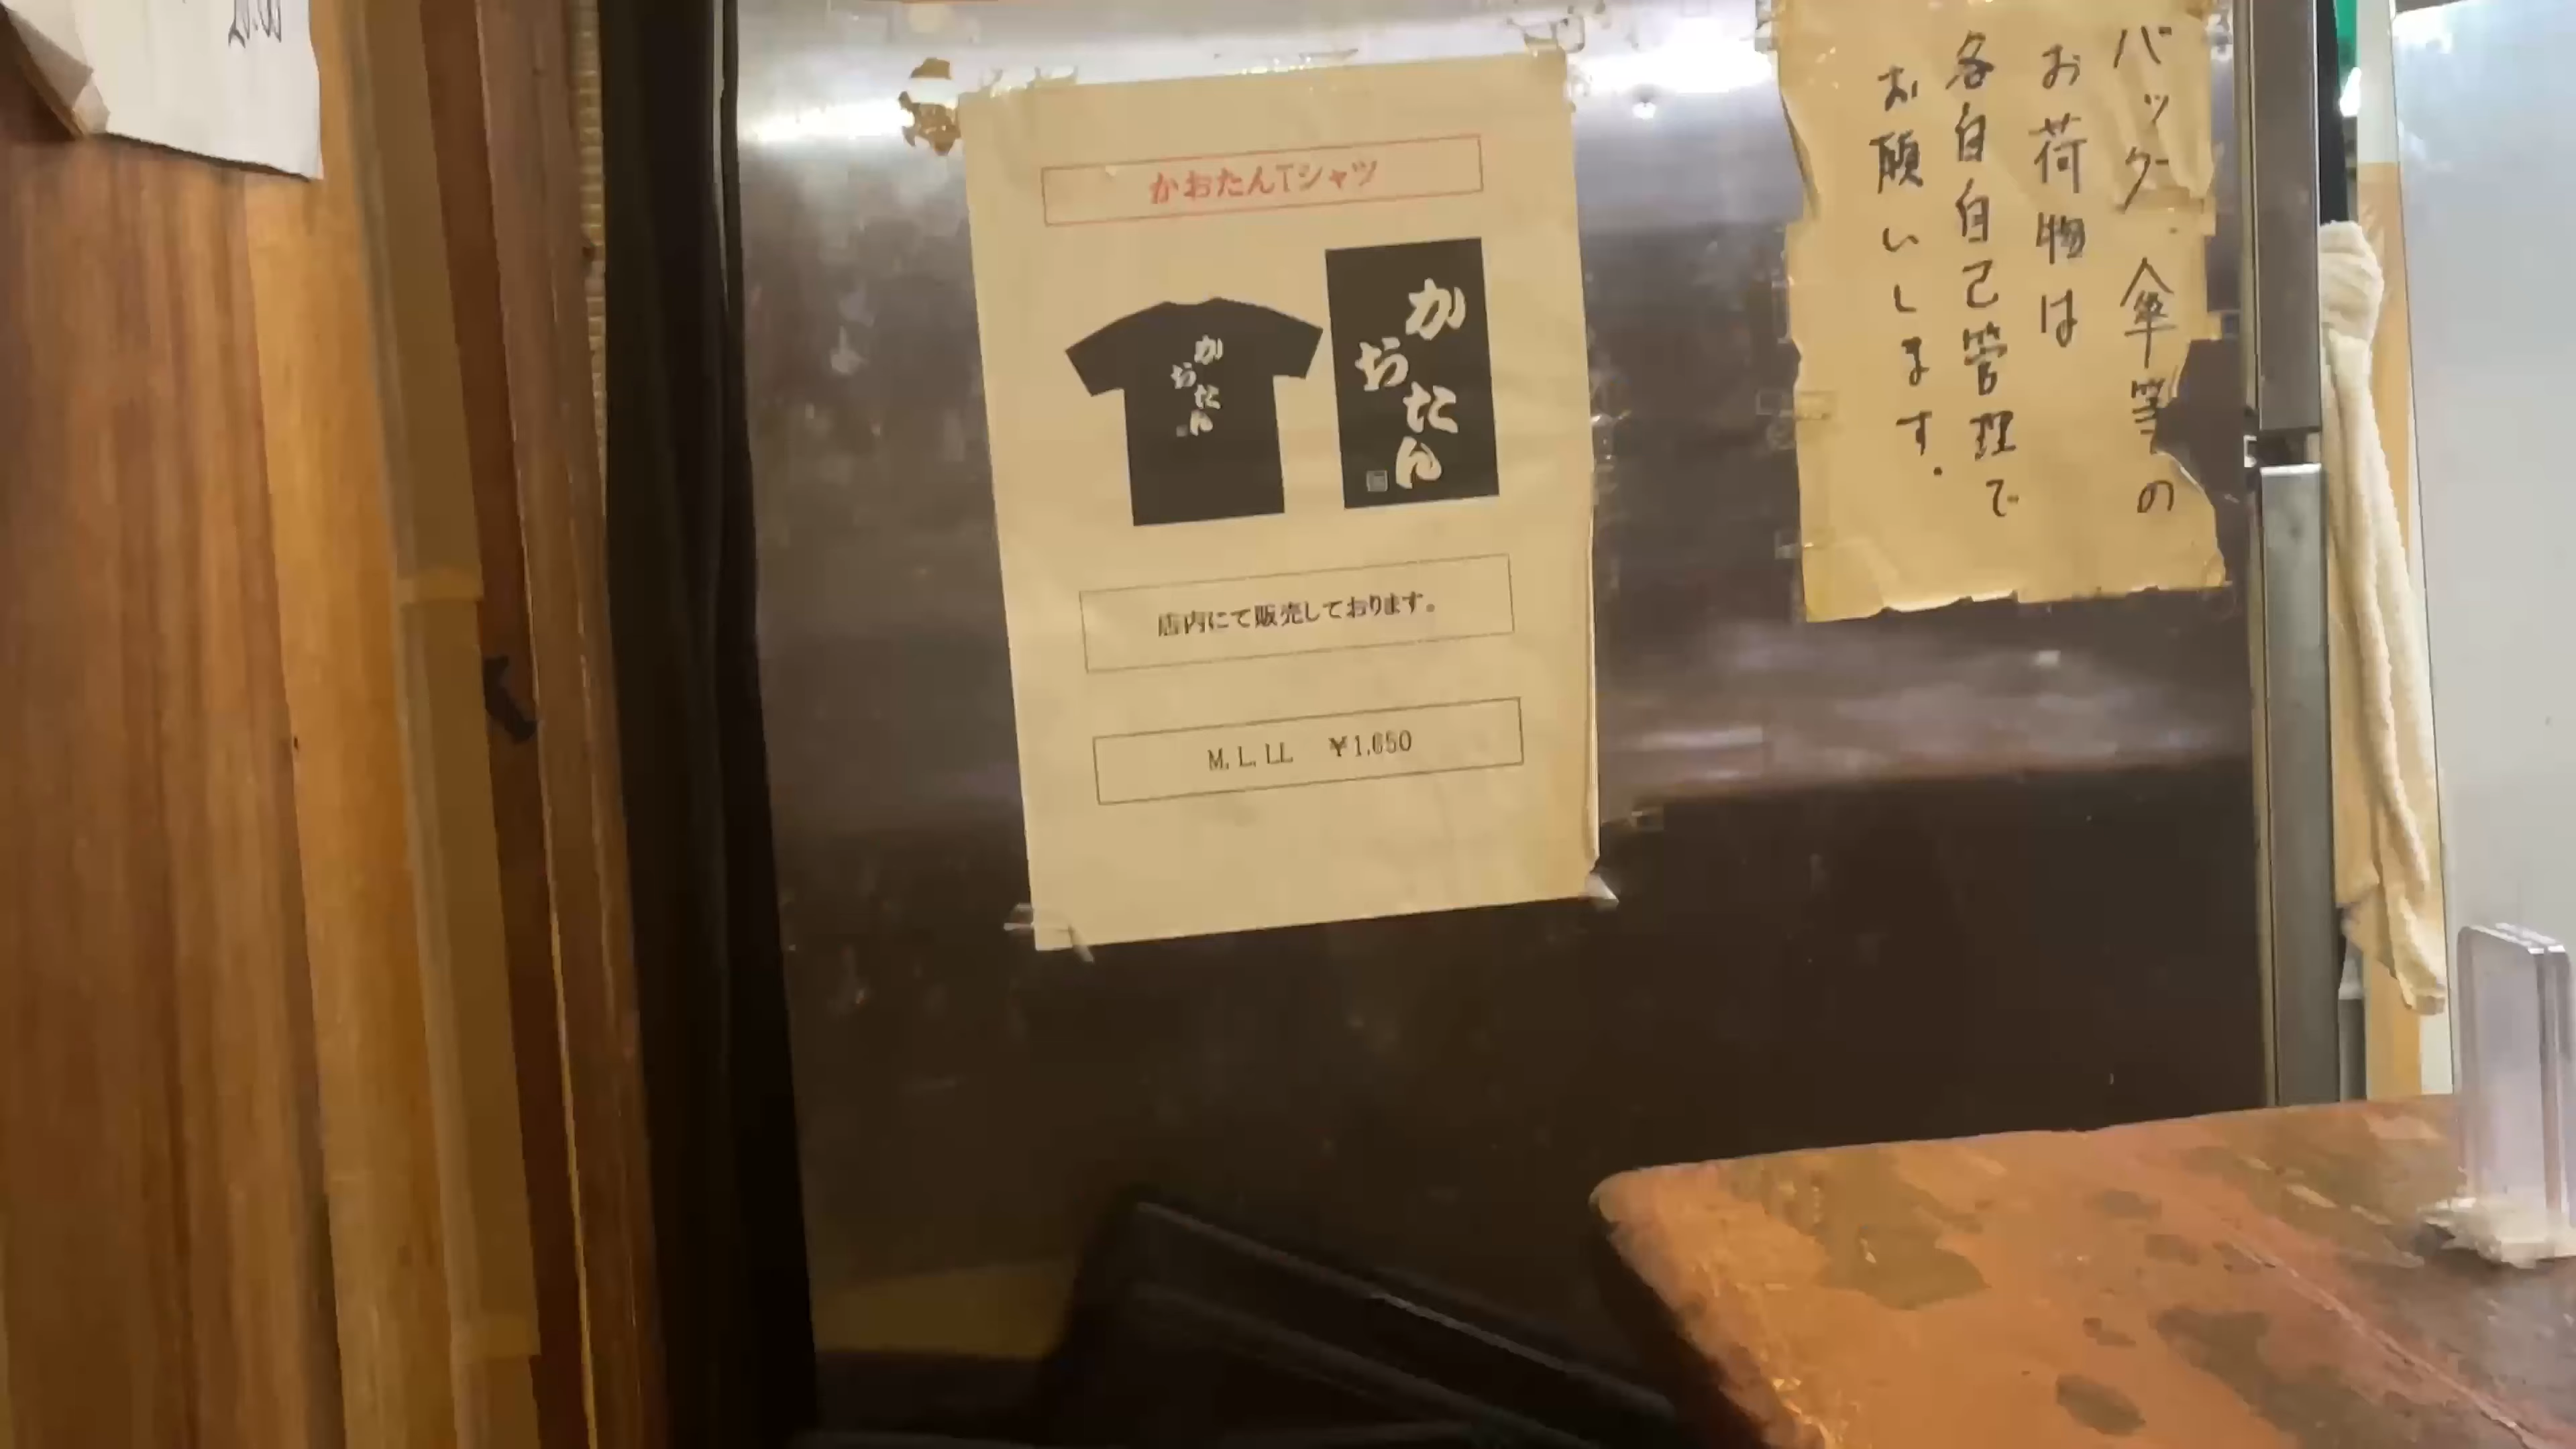 かおたんTシャツ
かおたん
かおたん
店内にて販売しております。
M. L. LL ¥1,650
バック、傘等の
お荷物は
各自自己管理で
お願いします.